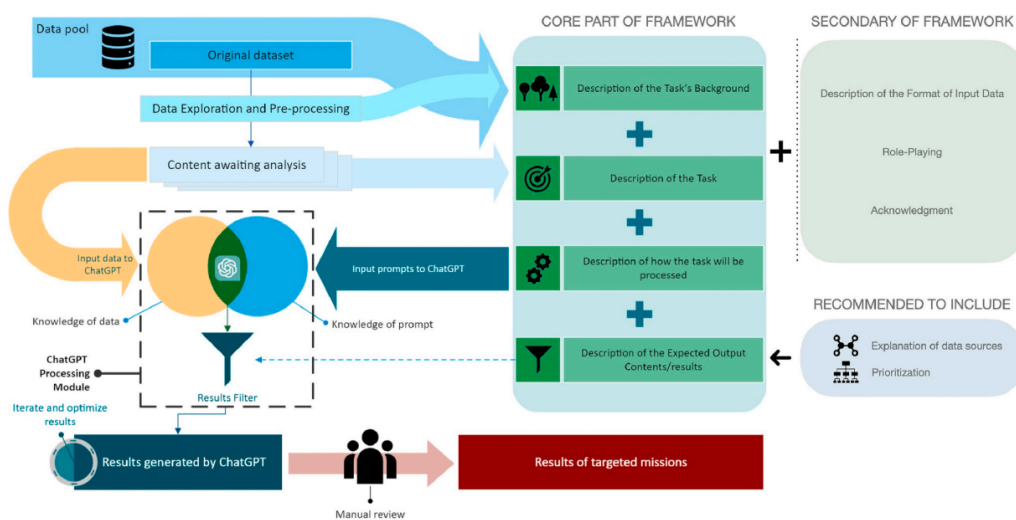 Data pool
Original dataset
Data Exploration and Pre-processing
Content awaiting analysis
Input data to
ChatGPT
Input prompts to ChatGPT
Knowledge of data
Knowledge of prompt
ChatGPT
Processing
Module
Results Filter
Iterate and optimize
results
Results generated by ChatGPT
Manual review
Results of targeted missions
CORE PART OF FRAMEWORK
Description of the Task's Background
Description of the Task
Description of how the task will be
processed
Description of the Expected Output
Contents/results
SECONDARY OF FRAMEWORK
Description of the Format of Input Data
Role-Playing
Acknowledgment
RECOMMENDED TO INCLUDE
Explanation of data sources
Prioritization